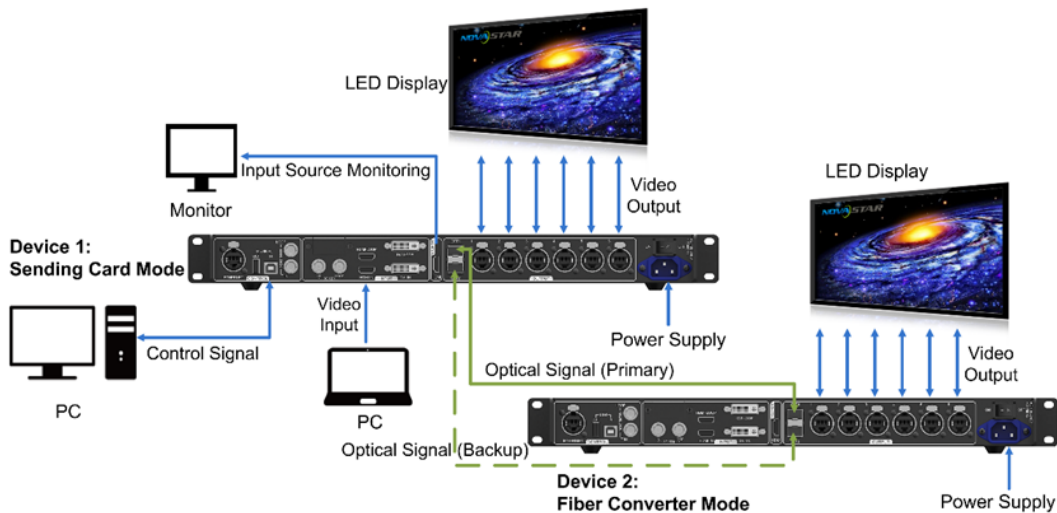 NOVASTAR
LED Display
Input Source Monitoring
Monitor
Video
Output
LED Display
NOVASTAR
Device 1:
Sending Card Mode
Video
Input
Control Signal
PC
PC
Power Supply
Optical Signal (Primary)
Video
Output
Optical Signal (Backup)
Device 2:
Fiber Converter Mode
Power Supply